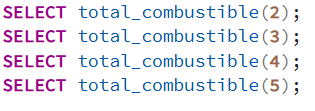 SELECT total_combustible(2);
SELECT total_combustible(3);
SELECT total_combustible(4);
SELECT total_combustible(5);